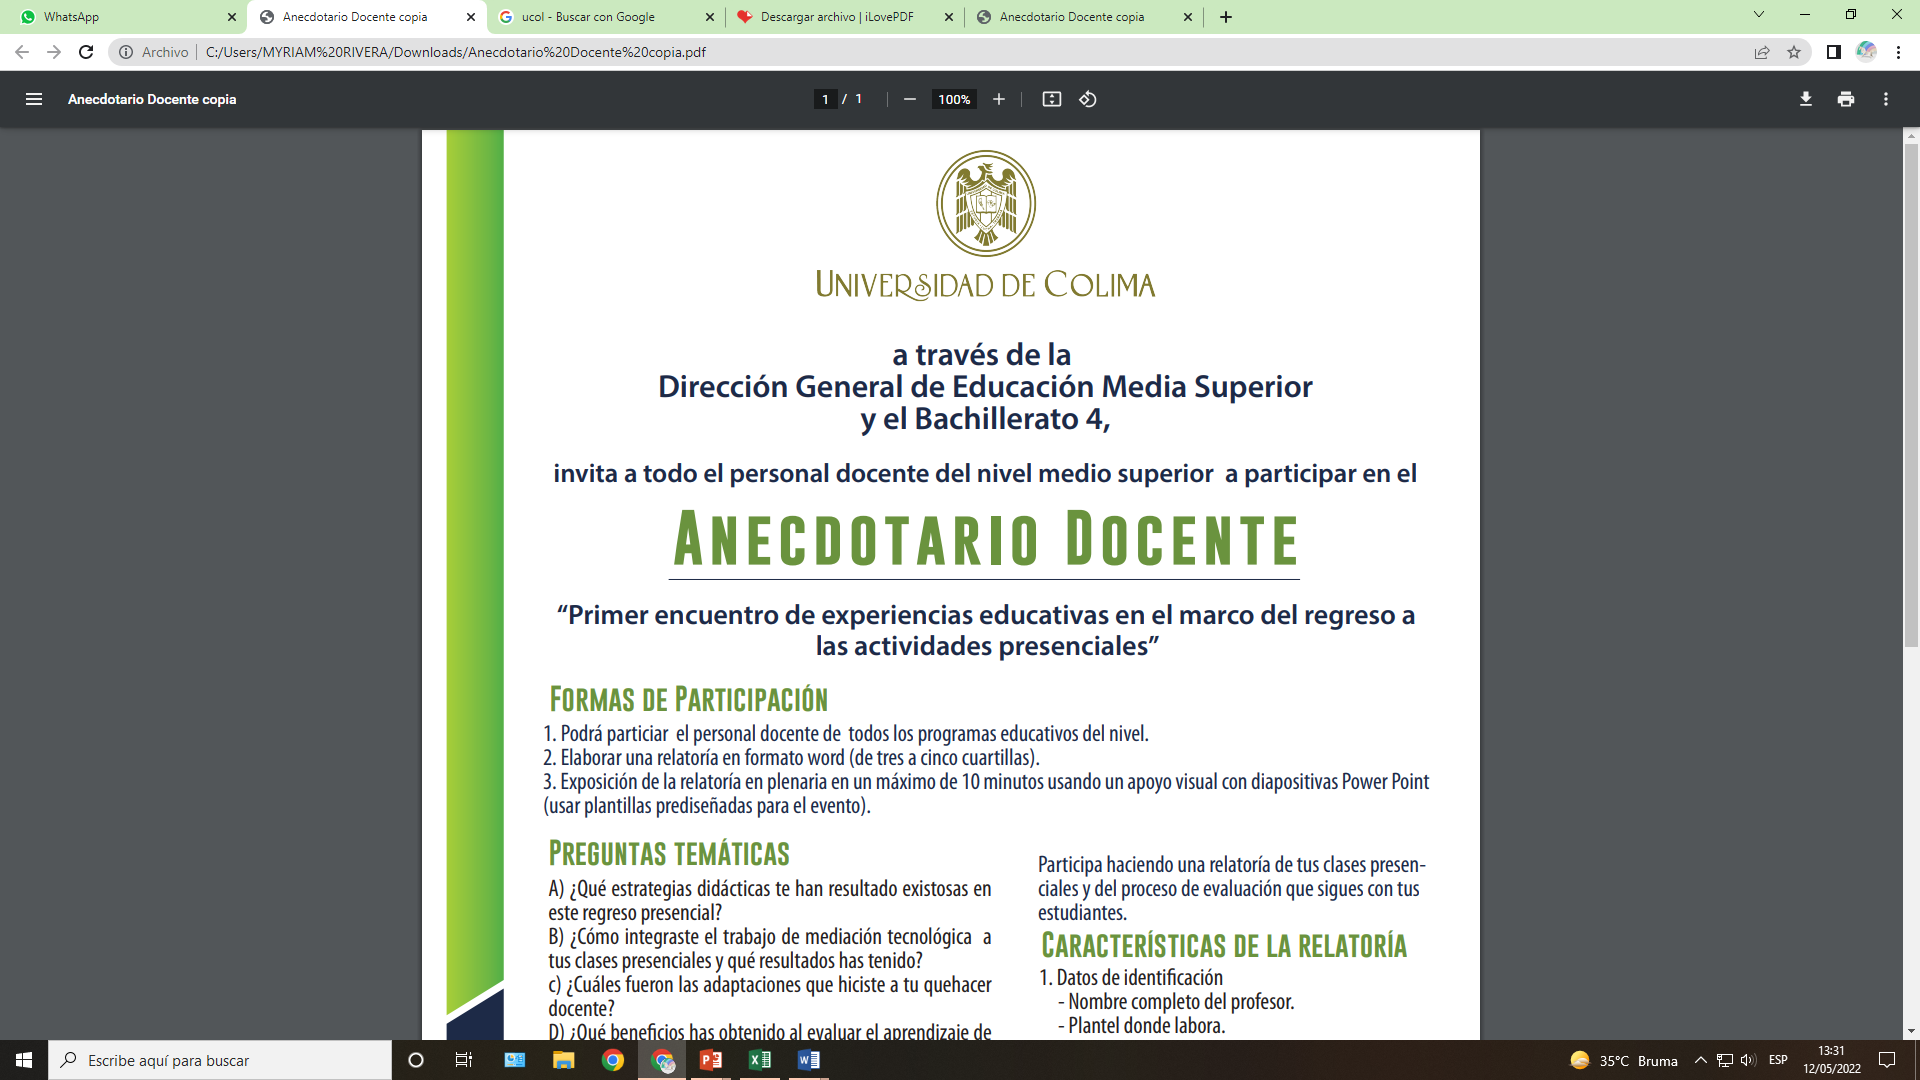 WhatsApp
Anecdotario Docente copia
ucol - Buscar con Google
Descargar archivo | iLovePDF
Anecdotario Docente copia
Archivo
C:/Users/MYRIAM%20RIVERA/Downloads/Anecdotario%20Docente%20copia.pdf
Anecdotario Docente copia
1 / 1
100%
UNIVERSIDAD DE COLIMA
a través de la
Dirección General de Educación Media Superior
y el Bachillerato 4,
invita a todo el personal docente del nivel medio superior a participar en el
ANECDOTARIO DOCENTE
“Primer encuentro de experiencias educativas en el marco del regreso a
las actividades presenciales”
FORMAS DE PARTICIPACIÓN
1. Podrá particiar el personal docente de todos los programas educativos del nivel.
2. Elaborar una relatoría en formato word (de tres a cinco cuartillas).
3. Exposición de la relatoría en plenaria en un máximo de 10 minutos usando un apoyo visual con diapositivas Power Point
(usar plantillas prediseñadas para el evento).
PREGUNTAS TEMÁTICAS
A) ¿Qué estrategias didácticas te han resultado existosas en
este regreso presencial?
B) ¿Cómo integraste el trabajo de mediación tecnológica a
tus clases presenciales y qué resultados has tenido?
c) ¿Cuáles fueron las adaptaciones que hiciste a tu quehacer
docente?
D) ¿Qué beneficios has obtenido al evaluar el aprendizaje de
Participa haciendo una relatoría de tus clases presen-
ciales y del proceso de evaluación que sigues con tus
estudiantes.
CARACTERÍSTICAS DE LA RELATORÍA
1. Datos de identificación
- Nombre completo del profesor.
- Plantel donde labora.
Escribe aquí para buscar
35°C Bruma
ESP
13:31
12/05/2022